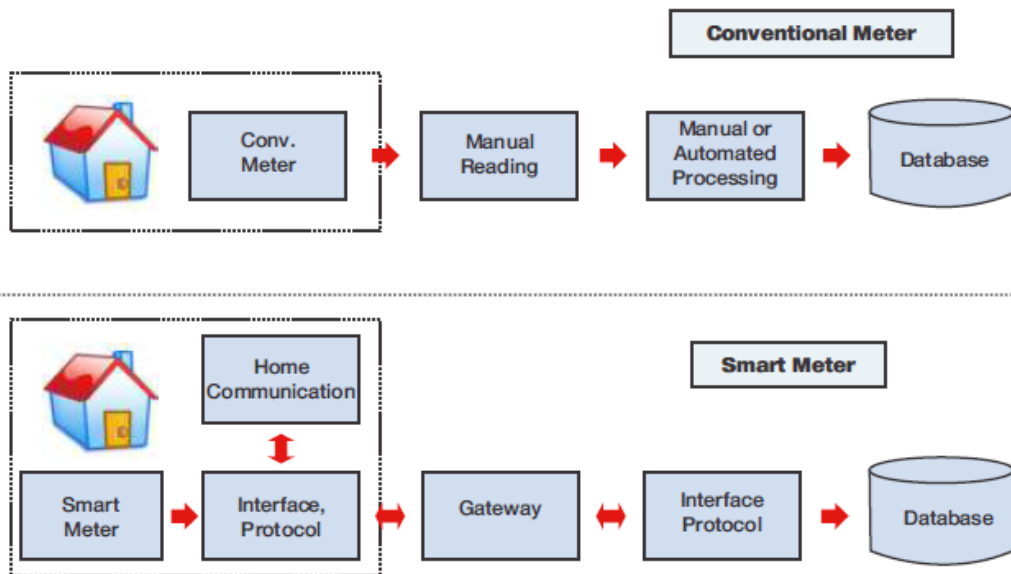 Conventional Meter
Conv.
Meter
Manual
Reading
Manual or
Automated
Processing
Database
Smart Meter
Home
Communication
Smart
Meter
Interface,
Protocol
Gateway
Interface
Protocol
Database